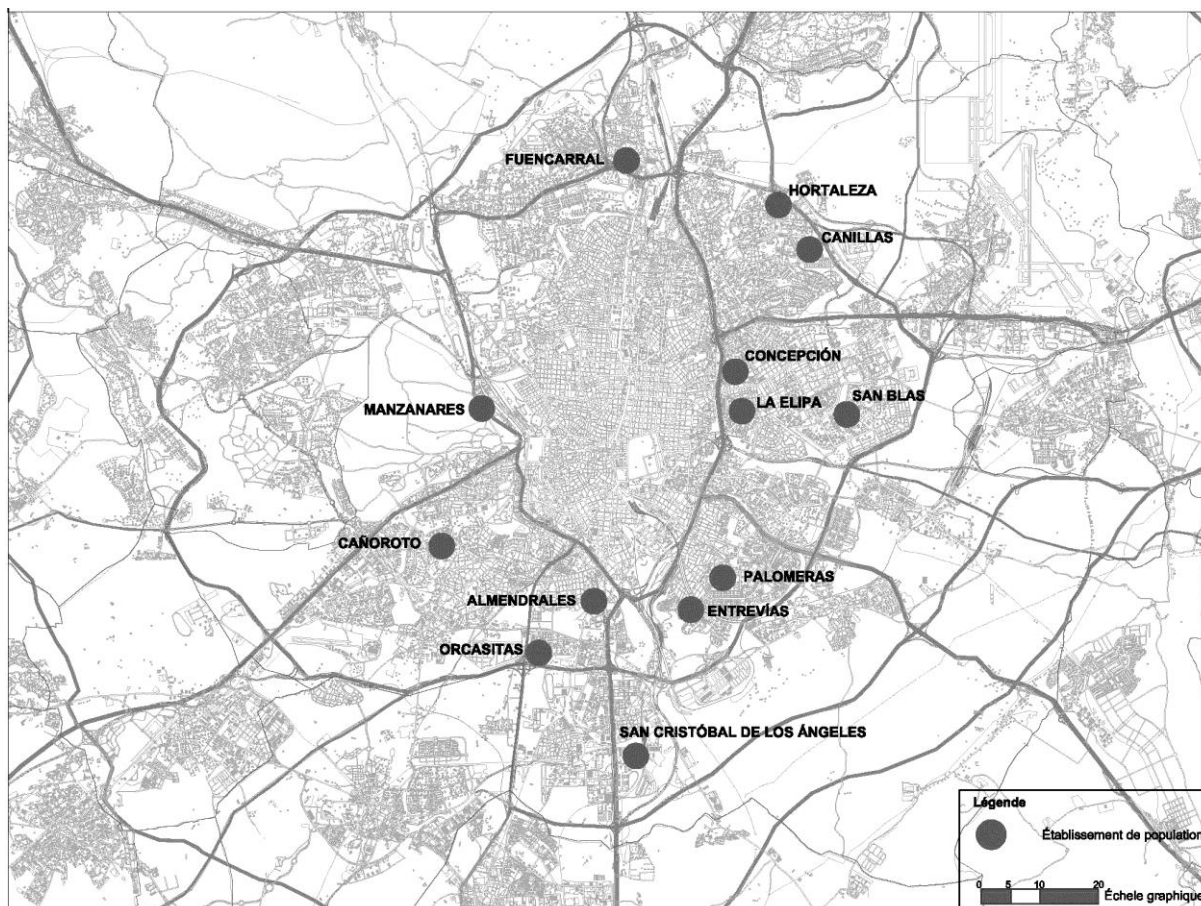 FUENCARRAL
HORTALEZA
CANILLAS
CONCEPCIÓN
MANZANARES
LA ELIPA
SAN BLAS
CAÑOROTO
PALOMERAS
ALMENDRALES
ENTREVÍAS
ORCASITAS
SAN CRISTÓBAL DE LOS ÁNGELES
Légende
Établissement de population
0 5 10 20
Échele graphique